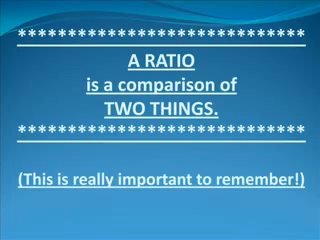 *****************************
A RATIO
is a comparison of
TWO THINGS.
*****************************
(This is really important to remember!)